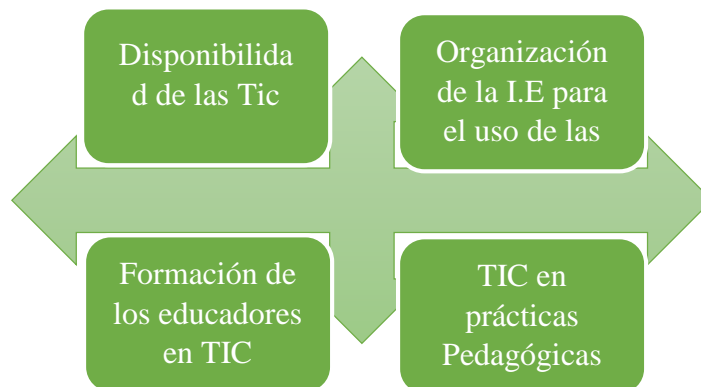 Disponibilida
d de las Tic
Organización
de la I.E para
el uso de las
Formación de
los educadores
en TIC
TIC en
prácticas
Pedagógicas